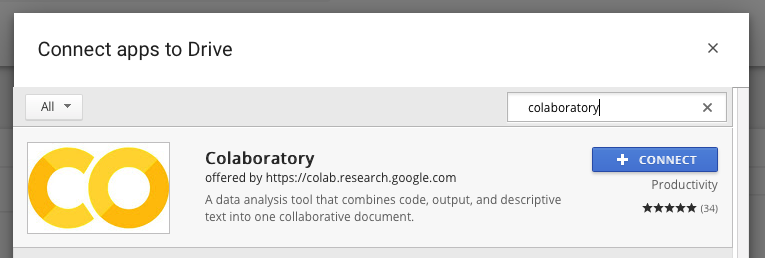 Connect apps to Drive
All
colaboratory
Colaboratory
offered by https://colab.research.google.com
A data analysis tool that combines code, output, and descriptive
text into one collaborative document.
CONNECT
Productivity
(34)